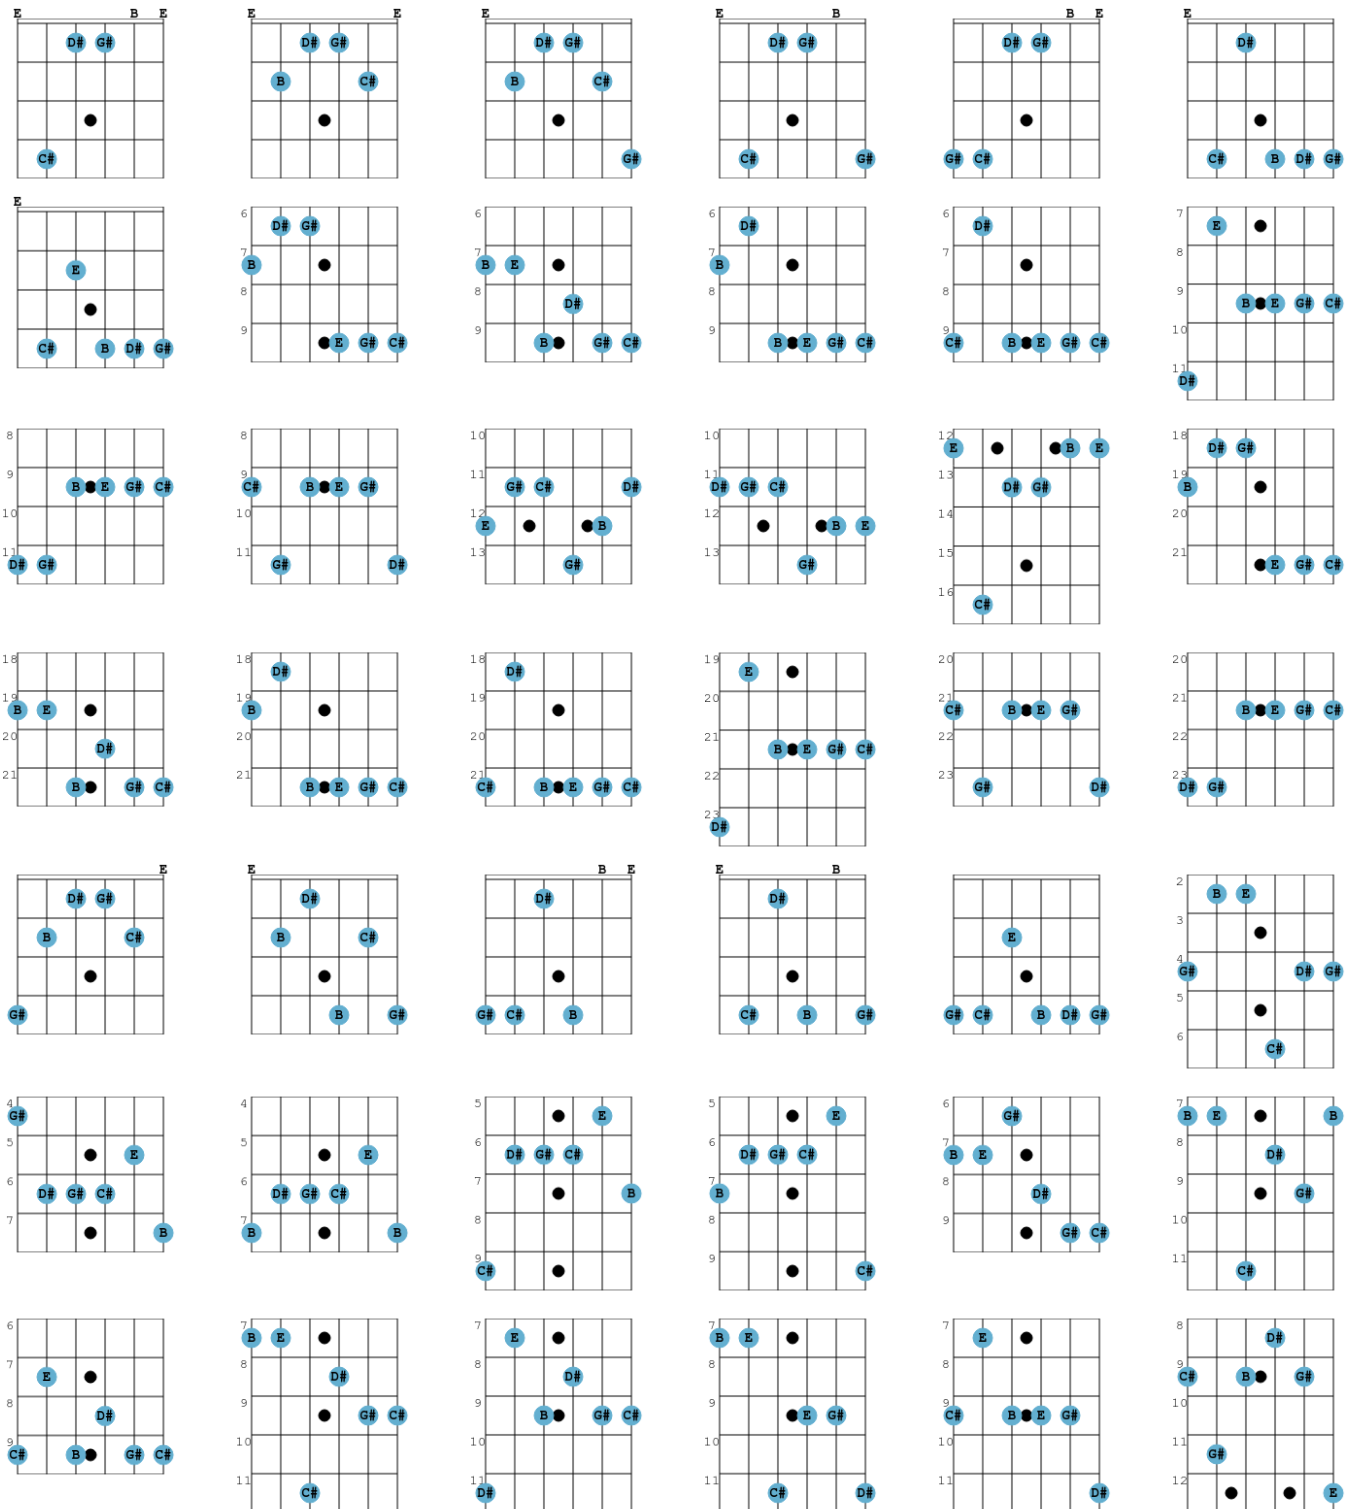 E B E E E E E B B E E
D# G# D# G# D# G# D# G# D# G# D#
B C# B C#
C# G# C# G# G# C# C# B D# G#
E 6 6 6 6 7
D# G# D# D# E
7 7 7 7 8
B B E B
E
8 8 8 8 9
D# B E G# C#
9 9 9 9 10
C# B D# G# E G# C# B G# C# B E G# C# C# B E G# C#
11
D#
8 8 10 10 12 18
E B E D# G#
9 9 11 11 13 19
B E G# C# C# B E G# G# C# D# D# G# C# D# G# B
10 10 12 12 14 20
E B B E
11 11 13 13 15 21
D# G# G# D# G# G# E G# C#
16
C#
18 18 18 19 20 20
D# D# E
19 19 19 20 21 21
B E B C# B E G# B E G# C#
20 20 20 21 22 22
D# B E G# C#
21 21 21 22 23 23
B G# C# B E G# C# C# B E G# C# G# D# D# G#
23
D#
E E B E E B
2
D# G# D# D# D# B E
3
B C# B C# E
4
G# D# G#
5
G# B G# G# C# B C# B G# G# C# B D# G#
6
C#
4 4 5 5 6 7
G# E E G# B E B
5 5 6 6 7 8
E E D# G# C# D# G# C# B E D#
6 6 7 7 8 9
D# G# C# D# G# C# B B D# G#
7 7 8 8 9 10
B B B G# C#
9 9 11
C# C# C#
6 7 7 7 7 8
B E E B E E D#
7 8 8 8 8 9
E D# D# C# B G#
8 9 9 9 9 10
D# G# C# B G# C# E G# C# B E G#
9 10 10 10 10 11
C# B G# C# G#
11 11 11 11 12
C# D# C# D# D# E